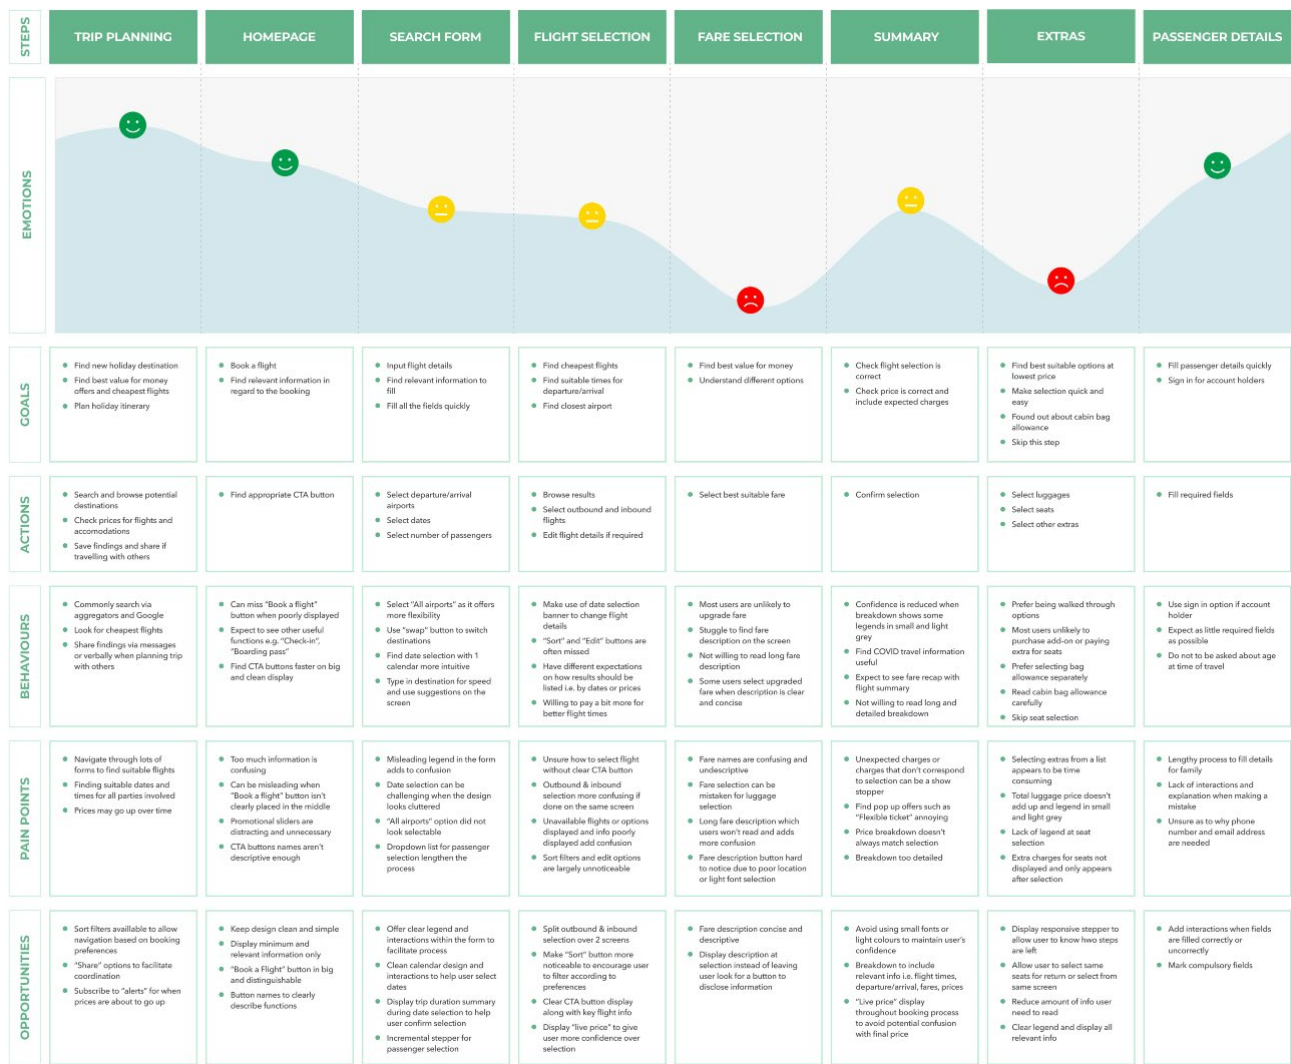 STEPS
TRIP PLANNING
HOMEPAGE
SEARCH FORM
FLIGHT SELECTION
FARE SELECTION
SUMMARY
EXTRAS
PASSENGER DETAILS
EMOTIONS
GOALS
Find new holiday destination
Find best value for money
offers and cheapest flights
Plan holiday itinerary
Book a flight
Find relevant information in
regard to the booking
Input flight details
Find relevant information to
fill
Fill all the fields quickly
Find cheapest flights
Find suitable times for
departure/arrival
Find closest airport
Find best value for money
Understand different options
Check flight selection is
correct
Check price is correct and
include expected charges
Find best suitable options at
lowest price
Make selection quick and
easy
Found out about cabin bag
allowance
Skip this step
Fill passenger details quickly
Sign in for account holders
ACTIONS
Search and browse potential
destinations
Check prices for flights and
accomodations
Save findings and share if
travelling with others
Find appropriate CTA button
Select departure/arrival
airports
Select dates
Select number of passengers
Browse results
Select outbound and inbound
flights
Edit flight details if required
Select best suitable fare
Confirm selection
Select luggages
Select seats
Select other extras
Fill required fields
BEHAVIOURS
Commonly search via
aggregators and Google
Look for cheapest flights
Share findings via messages
or verbally when planning trip
with others
Can miss "Book a flight"
button when poorly displayed
Expect to see other useful
functions e.g. "Check-in",
"Boarding pass"
Find CTA buttons faster on big
and clean display
Select "All airports" as it offers
more flexibility
Use "swap" button to switch
destinations
Find date selection with 1
calendar more intuitive
Type in destination for speed
and use suggestions on the
screen
Make use of date selection
banner to change flight
details
"Sort" and "Edit" buttons are
often missed
Have different expectations
on how results should be
listed i.e. by dates or prices
Willing to pay a bit more for
better flight times
Most users are unlikely to
upgrade fare
Stuggle to find fare
description on the screen
Not willing to read long fare
description
Some users select upgraded
fare when description is clear
and concise
Confidence is reduced when
breakdown shows some
legends in small and light
grey
Find COVID travel information
useful
Expect to see fare recap with
flight summary
Not willing to read long and
detailed breakdown
Prefer being walked through
options
Most users unlikely to
purchase add-on or paying
extra for seats
Prefer selecting bag
allowance separately
Read cabin bag allowance
carefully
Skip seat selection
Use sign in option if account
holder
Expect as little required fields
as possible
Do not to be asked about age
at time of travel
PAIN POINTS
Navigate through lots of
forms to find suitable flights
Finding suitable dates and
times for all parties involved
Prices may go up over time
Too much information is
confusing
Can be misleading when
"Book a flight" button isn't
clearly placed in the middle
Promotional sliders are
distracting and unnecessary
CTA buttons names aren't
descriptive enough
Misleading legend in the form
adds to confusion
Date selection can be
challenging when the design
looks cluttered
"All airports" option did not
look selectable
Dropdown list for passenger
selection lengthen the
process
Unsure how to select flight
without clear CTA button
Outbound & inbound
selection more confusing if
done on the same screen
Unavailable flights or options
displayed and info poorly
displayed add confusion
Sort filters and edit options
are largely unnoticeable
Fare names are confusing and
undescriptive
Fare selection can be
mistaken for luggage
selection
Long fare description which
users won't read and adds
more confusion
Fare description button hard
to notice due to poor location
or light font selection
Unexpected charges or
charges that don't correspond
to selection can be a show
stopper
Find pop up offers such as
"Flexible ticket" annoying
Price breakdown doesn't
always match selection
Breakdown too detailed
Selecting extras from a list
appears to be time
consuming
Total luggage price doesn't
add up and legend in small
and light grey
Lack of legend at seat
selection
Extra charges for seats not
displayed and only appears
after selection
Lengthy process to fill details
for family
Lack of interactions and
explanation when making a
mistake
Unsure as to why phone
number and email address
are needed
OPPORTUNITIES
Sort filters availlable to allow
navigation based on booking
preferences
"Share" options to facilitate
coordination
Subscribe to "alerts" for when
prices are about to go up
Keep design clean and simple
Display minimum and
relevant information only
"Book a Flight" button in big
and distinguishable
Button names to clearly
describe functions
Offer clear legend and
interactions within the form to
facilitate process
Clean calendar design and
interactions to help user select
dates
Display trip duration summary
during date selection to help
user confirm selection
Incremental stepper for
passenger selection
Split outbound & inbound
selection over 2 screens
Make "Sort" button more
noticeable to encourage user
to filter according to
preferences
Clear CTA button display
along with key flight info
Display "live price" to give
user more confidence over
selection
Fare description concise and
descriptive
Display description at
selection instead of leaving
user look for a button to
disclose information
Avoid using small fonts or
light colours to maintain user's
confidence
Breakdown to include
relevant info i.e. flight times,
departure/arrival, fares, prices
"Live price" display
throughout booking process
to avoid potential confusion
with final price
Display responsive stepper to
allow user to know hwo steps
are left
Allow user to select same
seats for return or select from
same screen
Reduce amount of info user
need to read
Clear legend and display all
relevant info
Add interactions when fields
are filled correctly or
uncorrectly
Mark compulsory fields